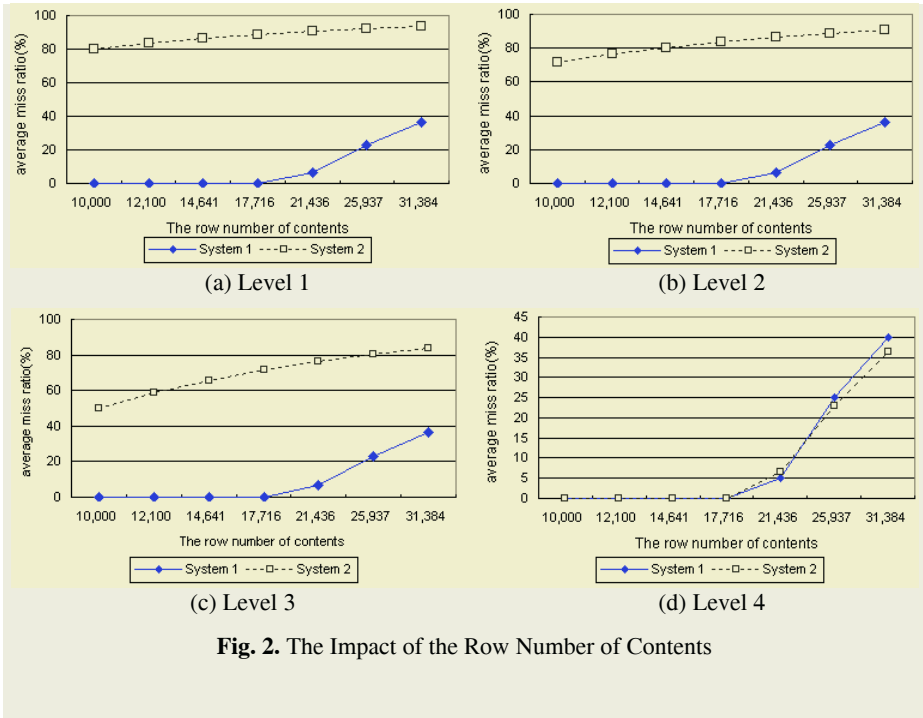 100
80
60
40
20
0
average miss ratio(%)
10,000 12,100 14,641 17,716 21,436 25,937 31,384
The row number of contents
System 1 System 2
(a) Level 1
100
80
60
40
20
0
average miss ratio(%)
10,000 12,100 14,641 17,716 21,436 25,937 31,384
The row number of contents
System 1 System 2
(b) Level 2
100
80
60
40
20
0
average miss ratio(%)
10,000 12,100 14,641 17,716 21,436 25,937 31,384
The row number of contents
System 1 System 2
(c) Level 3
45
40
35
30
25
20
15
10
5
0
average miss ratio(%)
10,000 12,100 14,641 17,716 21,436 25,937 31,384
The row number of contents
System 1 System 2
(d) Level 4
Fig. 2. The Impact of the Row Number of Contents